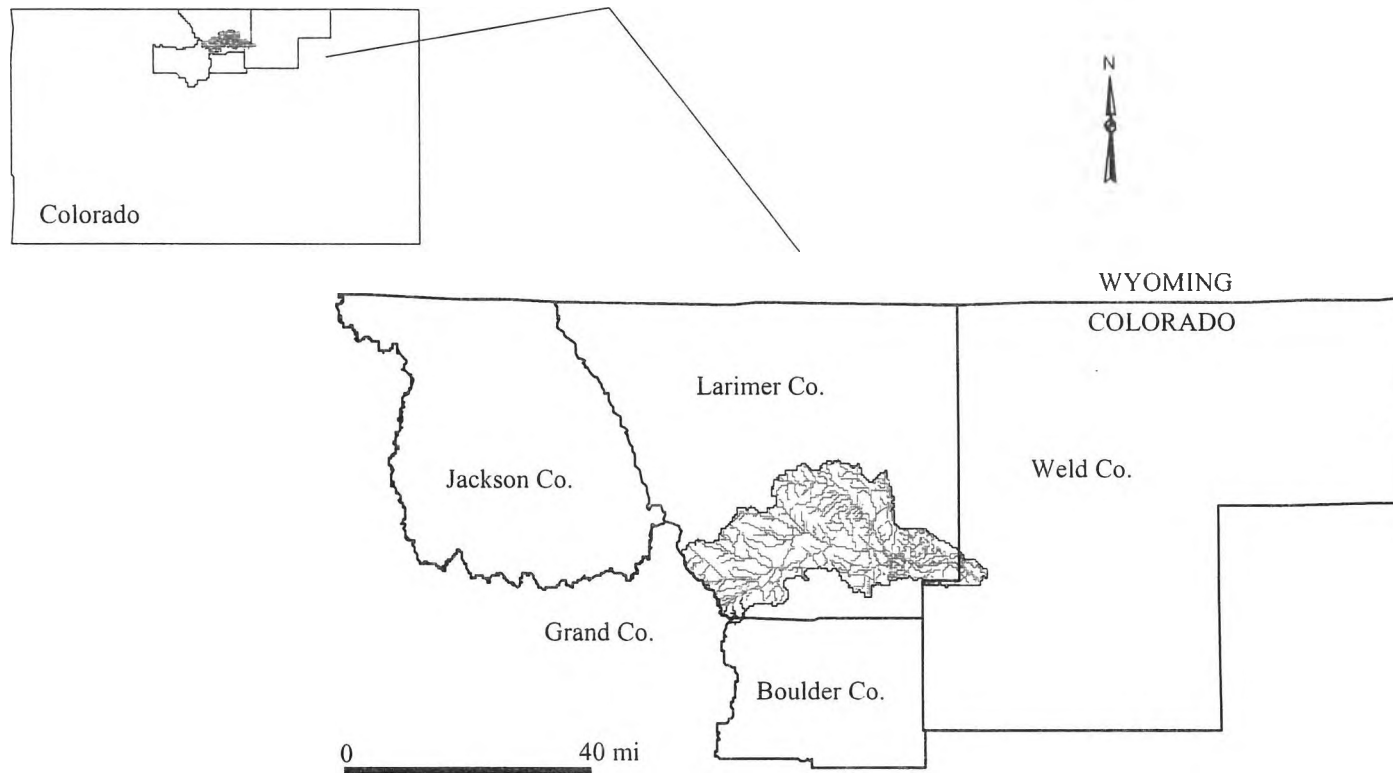 N
Colorado
WYOMING
COLORADO
Larimer Co.
Weld Co.
Jackson Co.
Grand Co.
Boulder Co.
0 40 mi